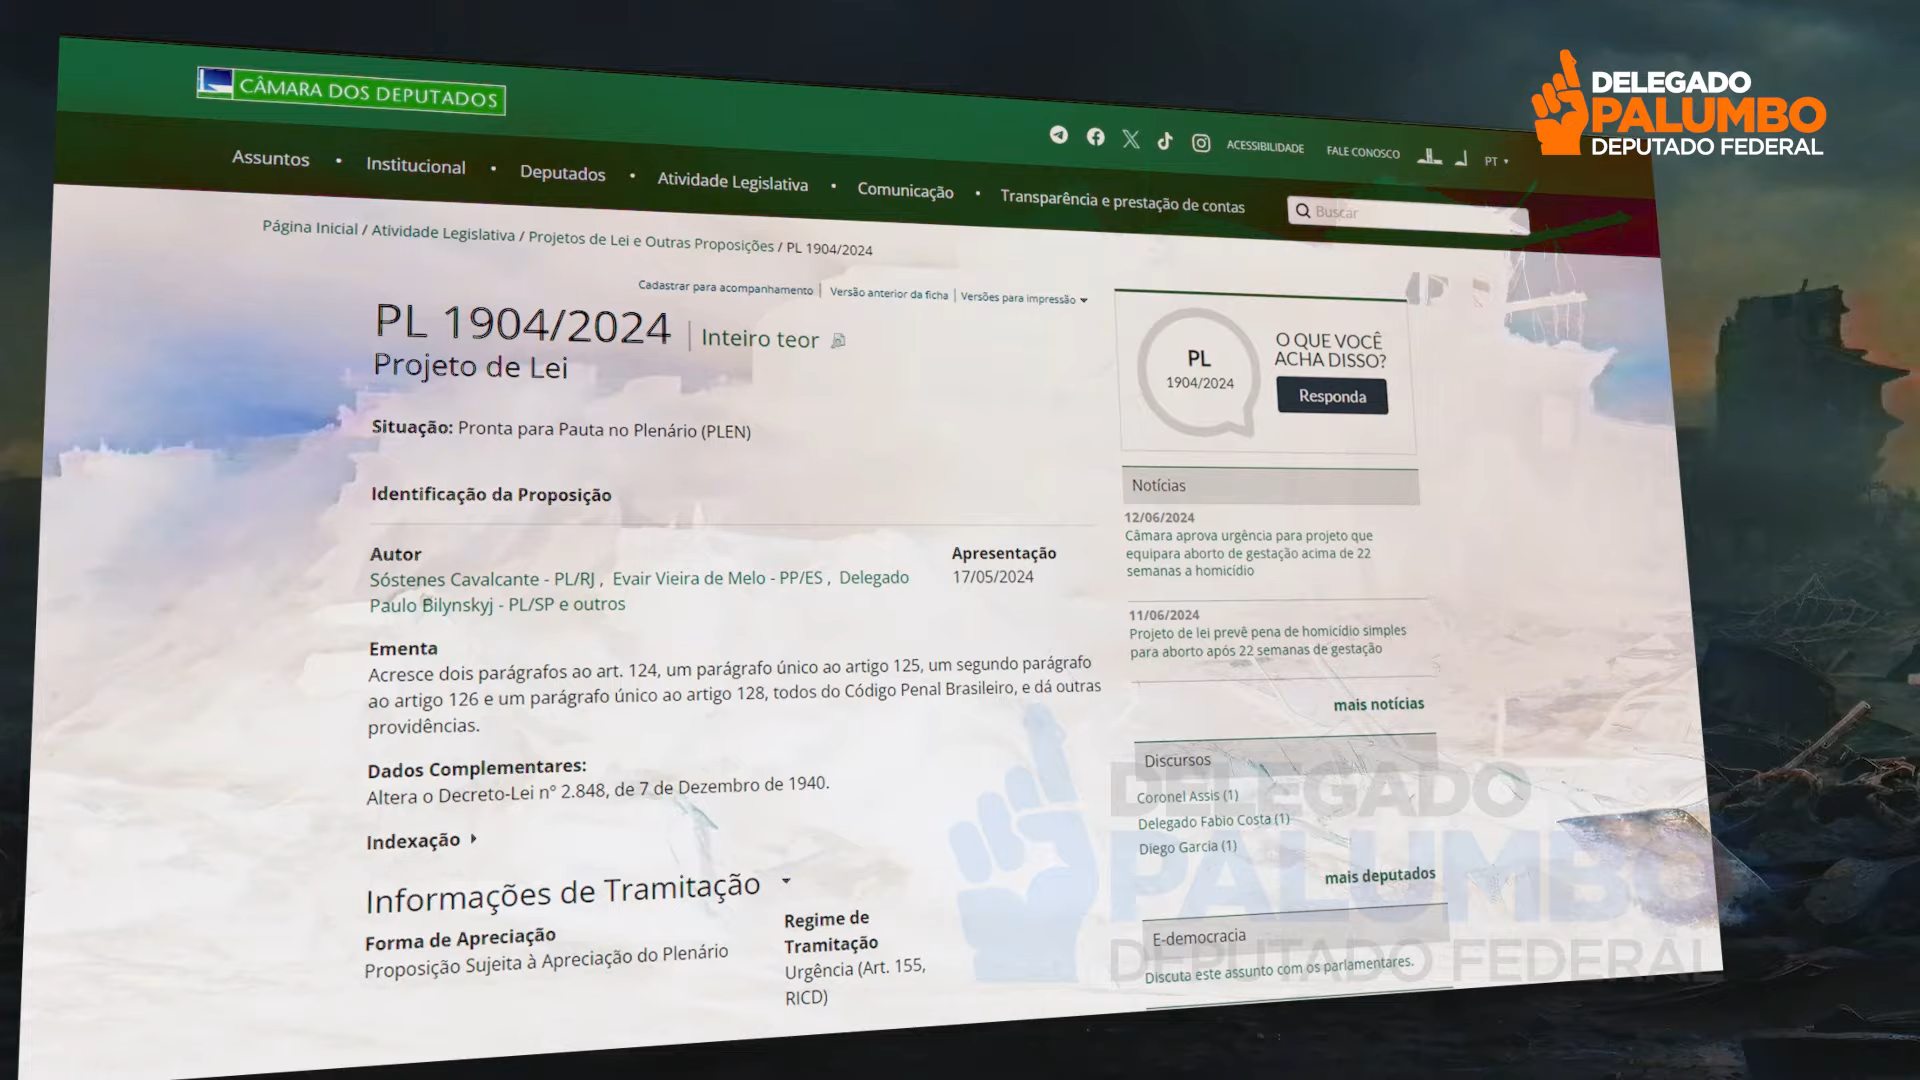 CÂMARA DOS DEPUTADOS
DELEGADO
PALUMBO
DEPUTADO FEDERAL
ACESSIBILIDADE
FALE CONOSCO
PT
Assuntos • Institucional • Deputados • Atividade Legislativa • Comunicação • Transparência e prestação de contas
Buscar
Página Inicial / Atividade Legislativa / Projetos de Lei e Outras Proposições / PL 1904/2024
Cadastrar para acompanhamento | Versão anterior da ficha | Versões para impressão
PL 1904/2024 | Inteiro teor
Projeto de Lei
Situação: Pronta para Pauta no Plenário (PLEN)
Identificação da Proposição
Autor
Sóstenes Cavalcante - PL/RJ , Evair Vieira de Melo - PP/ES , Delegado
Paulo Bilynskyj - PL/SP e outros
Apresentação
17/05/2024
Ementa
Acresce dois parágrafos ao art. 124, um parágrafo único ao artigo 125, um segundo parágrafo
ao artigo 126 e um parágrafo único ao artigo 128, todos do Código Penal Brasileiro, e dá outras
providências.
Dados Complementares:
Altera o Decreto-Lei nº 2.848, de 7 de Dezembro de 1940.
Indexação
Informações de Tramitação
Forma de Apreciação
Proposição Sujeita à Apreciação do Plenário
Regime de
Tramitação
Urgência (Art. 155,
RICD)
PL
1904/2024
O QUE VOCÊ
ACHA DISSO?
Responda
Notícias
12/06/2024
Câmara aprova urgência para projeto que
equipara aborto de gestação acima de 22
semanas a homicídio
11/06/2024
Projeto de lei prevê pena de homicídio simples
para aborto após 22 semanas de gestação
mais notícias
Discursos
Coronel Assis (1)
Delegado Fabio Costa (1)
Diego Garcia (1)
mais deputados
E-democracia
Discuta este assunto com os parlamentares.
DELEGADO
PALUMBO
DEPUTADO FEDERAL